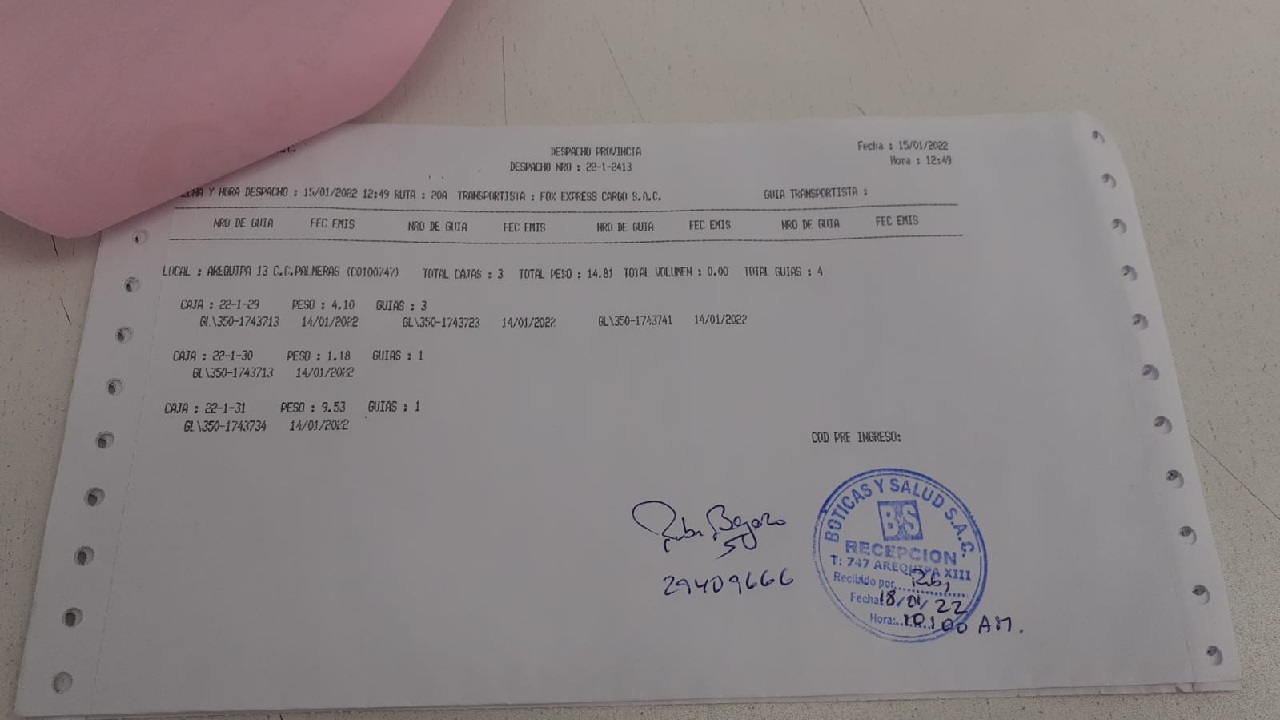 DESPACHO PROVINCIA
Fecha : 15/01/2022
DESPACHO NRO : 22-1-2413
Hora : 12:49
Y HORA DESPACHO : 15/01/2022 12:49 RUTA : 20A TRANSPORTISTA : FOX EXPRESS CARGO S.A.C. GUIA TRANSPORTISTA :
NRO DE GUIA FEC EMIS NRO DE GUIA FEC EMIS NRO DE GUIA FEC EMIS NRO DE GUIA FEC EMIS
LOCAL : AREQUIPA 13 C.C.PALMERAS (C0100747) TOTAL CAJAS : 3 TOTAL PESO : 14.81 TOTAL VOLUMEN : 0.00 TOTAL GUIAS : 4
CAJA : 22-1-29 PESO : 4.10 GUIAS : 3
GL\350-1743713 14/01/2022 GL\350-1743723 14/01/2022 GL\350-1743741 14/01/2022
CAJA : 22-1-30 PESO : 1.18 GUIAS : 1
GL\350-1743713 14/01/2022
CAJA : 22-1-31 PESO : 9.53 GUIAS : 1
GL\350-1743734 14/01/2022
COD PRE INGRESO:
29409666
BOTICAS Y SALUD S.A.C.
B S
RECEPCION
T: 747 AREQUIPA XIII
Recibido por
Fecha: 18/01/22
Hora: 10:00 AM.